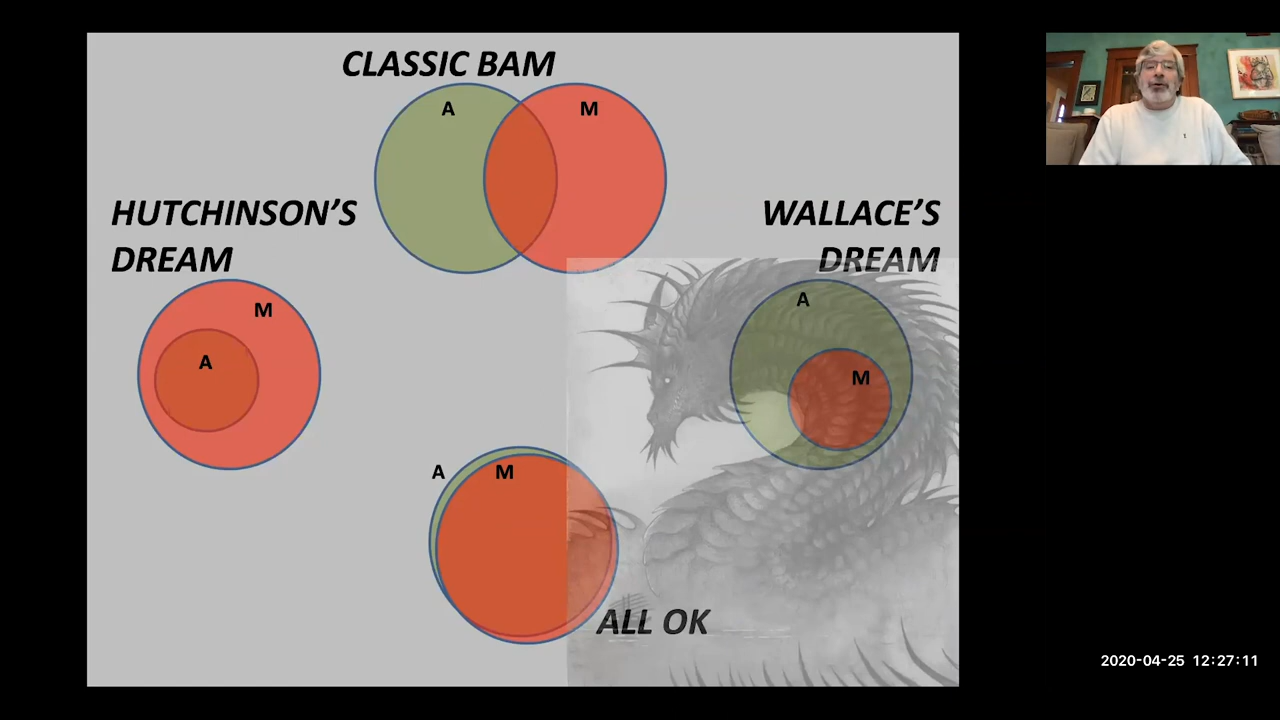 CLASSIC BAM
A
M
HUTCHINSON'S
DREAM
M
A
WALLACE'S
DREAM
A
M
A
M
ALL OK
2020-04-25 12:27:11